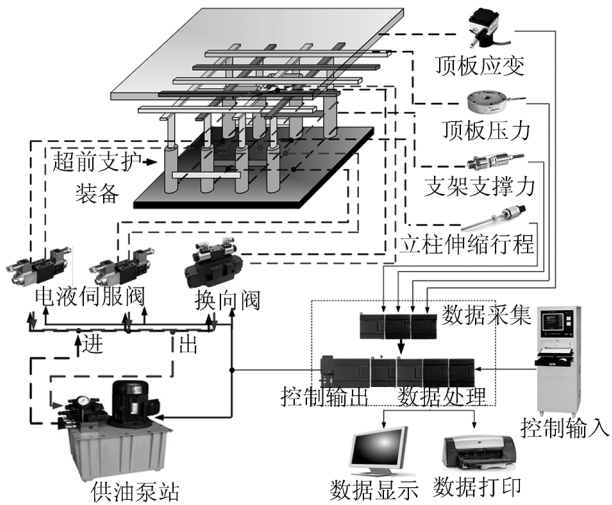 顶板应变
顶板压力
支架支撑力
立柱伸缩行程
超前支护
装备
电液伺服阀
换向阀
进
出
供油泵站
数据采集
控制输出
数据处理
控制输入
数据显示
数据打印